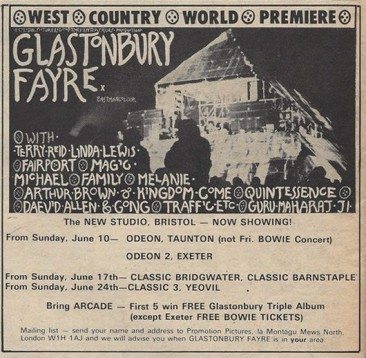 WEST COUNTRY WORLD PREMIERE
GLASTONBURY
FAYRE x
EASTMANCOLOR
WITH
TERRY REID · LINDA LEWIS
FAIRPORT MAGIC
MICHAEL FAMILY MELANIE
ARTHUR BROWN & KINGDOM COME QUINTESSENCE
DAEVID ALLEN & GONG TRAFFIC ETC GURU MAHARAJ JI
The NEW STUDIO, BRISTOL — NOW SHOWING!
From Sunday, June 10— ODEON, TAUNTON (not Fri. BOWIE Concert)
ODEON 2, EXETER
From Sunday, June 17th— CLASSIC BRIDGWATER, CLASSIC BARNSTAPLE
From Sunday, June 24th—CLASSIC 3, YEOVIL
Bring ARCADE — First 5 win FREE Glastonbury Triple Album
(except Exeter FREE BOWIE TICKETS)
Mailing list — send your name and address to Promotion Pictures, la Montagu Mews North,
London W1H 1AJ and we will advise you when GLASTONBURY FAYRE is in your area